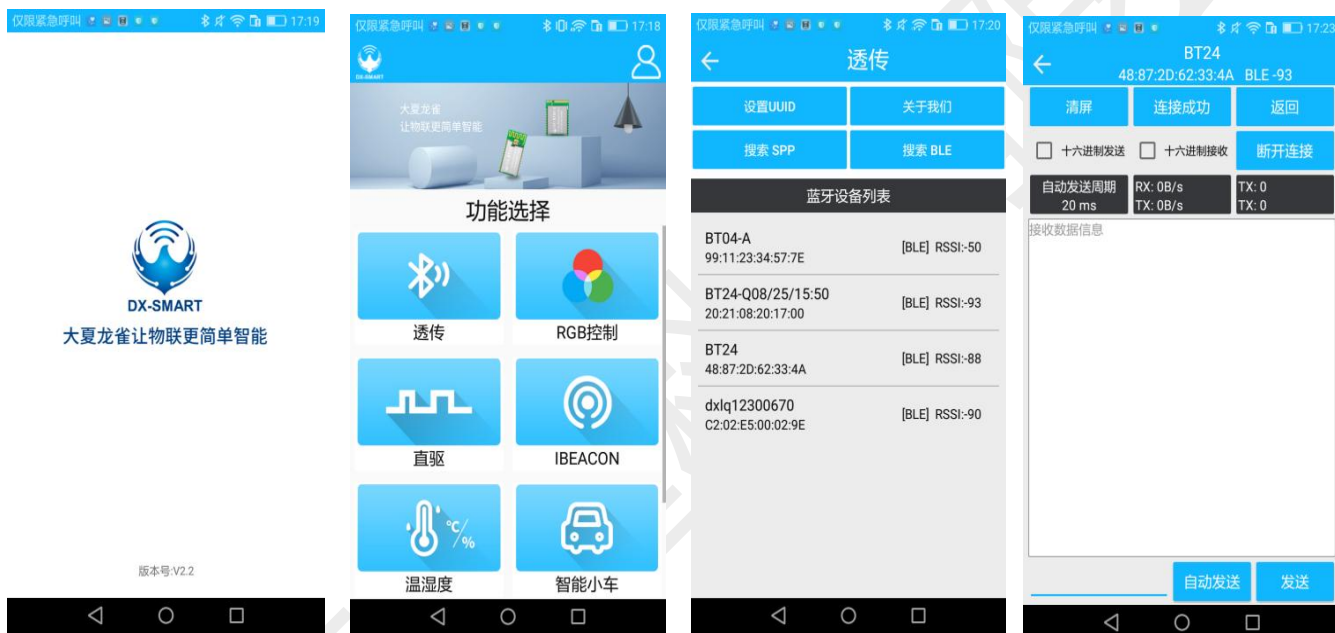 仅限紧急呼叫 17:19
DX-SMART
大夏龙雀让物联更简单智能
版本号:V2.2
仅限紧急呼叫 17:18
DX-SMART
大夏龙雀
让物联更简单智能
功能选择
透传 RGB控制
直驱 IBEACON
℃/%
温湿度 智能小车
仅限紧急呼叫 17:20
透传
设置UUID 关于我们
搜索 SPP 搜索 BLE
蓝牙设备列表
BT04-A
99:11:23:34:57:7E [BLE] RSSI:-50
BT24-Q08/25/15:50
20:21:08:20:17:00 [BLE] RSSI:-93
BT24
48:87:2D:62:33:4A [BLE] RSSI:-88
dxlq12300670
C2:02:E5:00:02:9E [BLE] RSSI:-90
仅限紧急呼叫 17:23
BT24
48:87:2D:62:33:4A BLE -93
清屏 连接成功 返回
十六进制发送 十六进制接收 断开连接
自动发送周期 RX: 0B/s TX: 0
20 ms TX: 0B/s TX: 0
接收数据信息
自动发送 发送